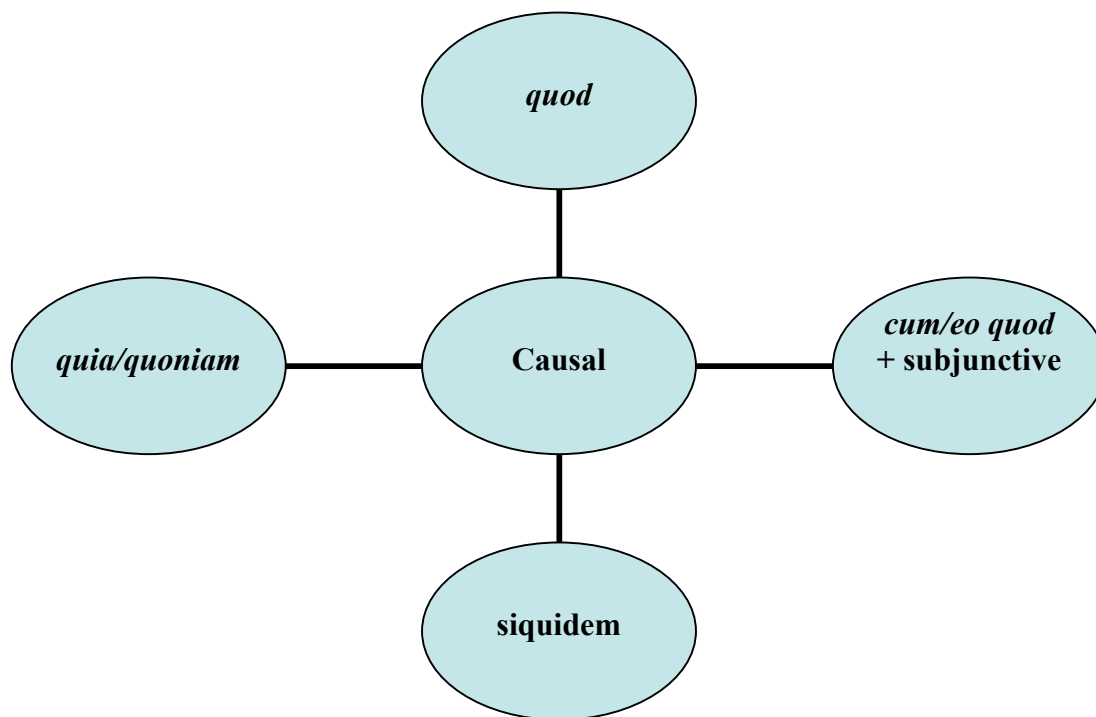 quod
quia/quoniam
Causal
cum/eo quod
+ subjunctive
siquidem